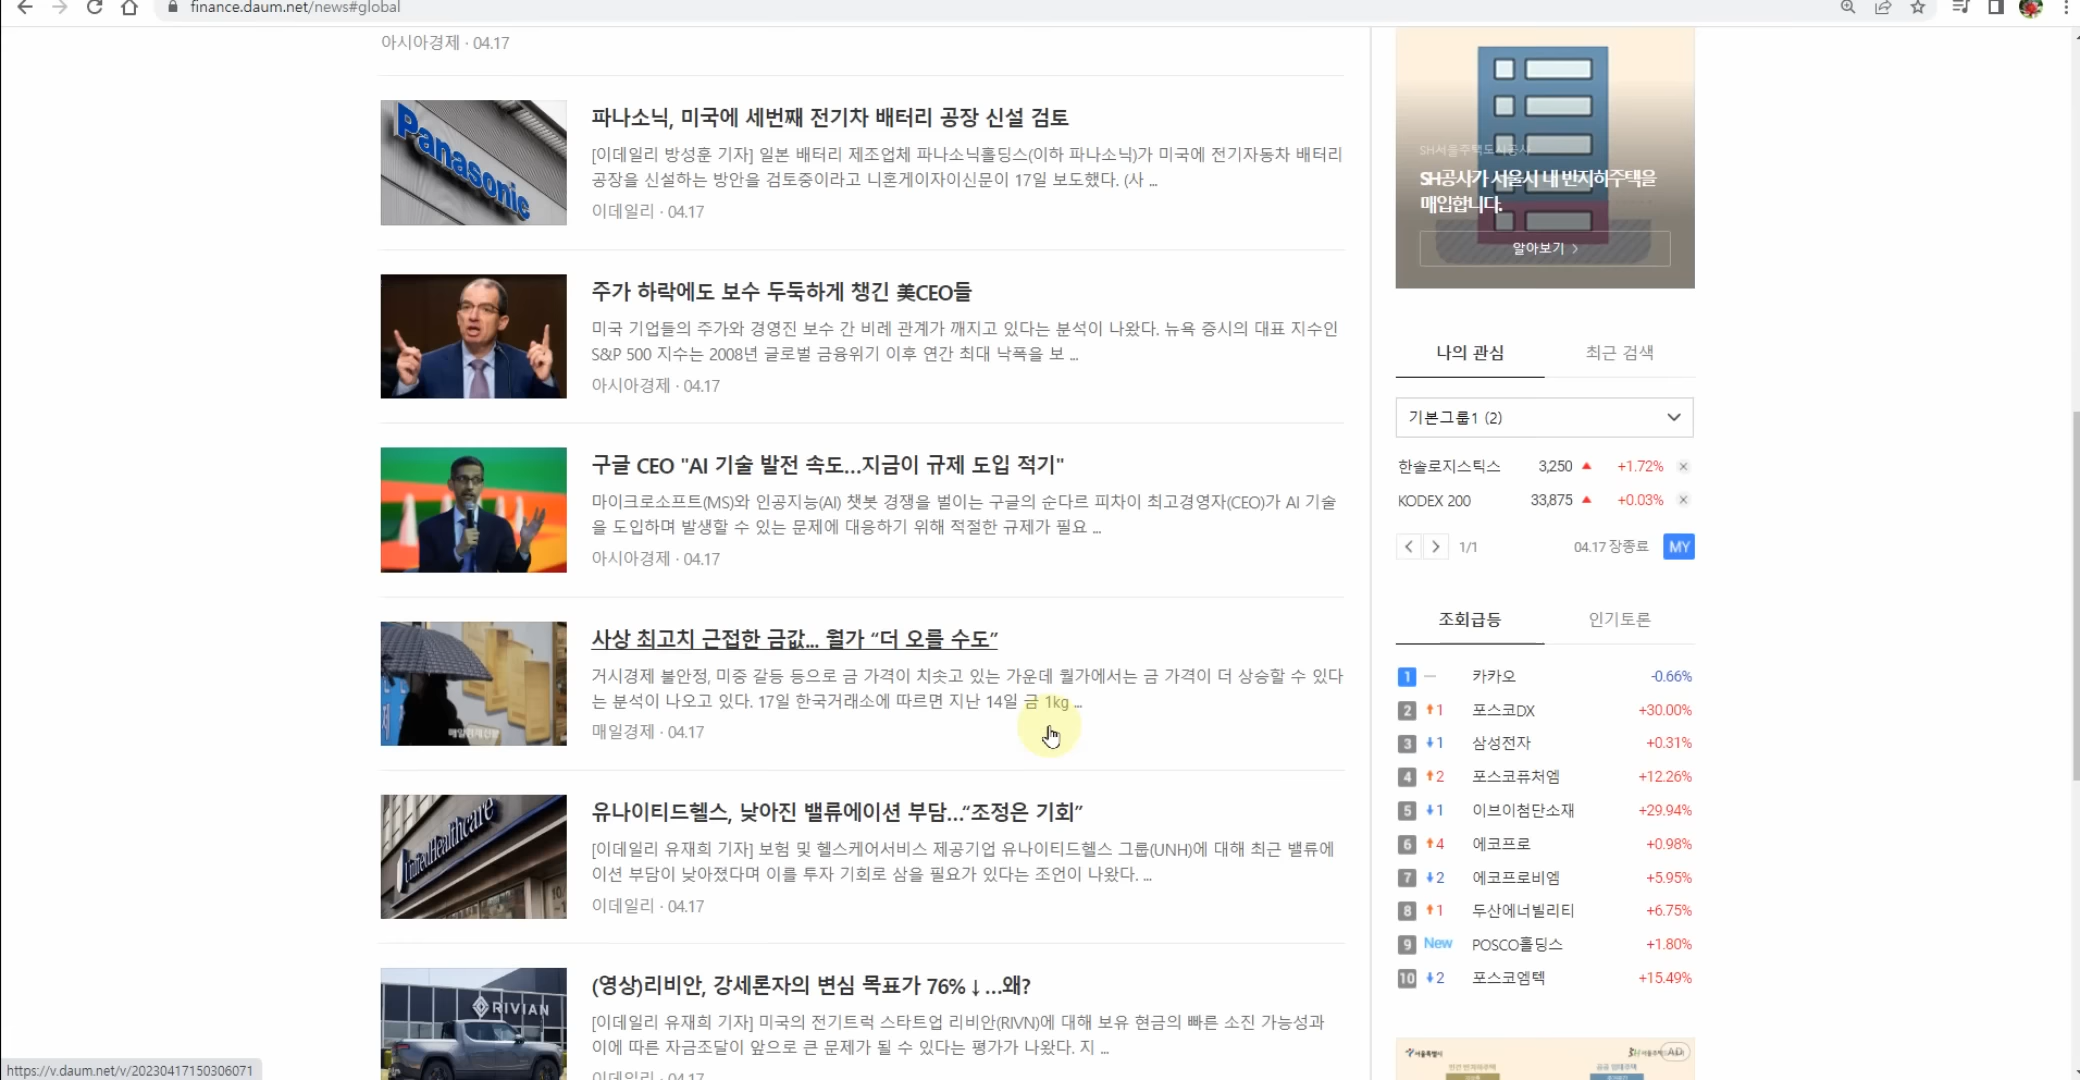 finance.daum.net/news#global
아시아경제 · 04.17
Panasonic
파나소닉, 미국에 세번째 전기차 배터리 공장 신설 검토
[이데일리 방성훈 기자] 일본 배터리 제조업체 파나소닉홀딩스(이하 파나소닉)가 미국에 전기자동차 배터리
공장을 신설하는 방안을 검토중이라고 니혼게이자이신문이 17일 보도했다. (사 ...
이데일리 · 04.17
주가 하락에도 보수 두둑하게 챙긴 美CEO들
미국 기업들의 주가와 경영진 보수 간 비례 관계가 깨지고 있다는 분석이 나왔다. 뉴욕 증시의 대표 지수인
S&P 500 지수는 2008년 글로벌 금융위기 이후 연간 최대 낙폭을 보 ...
아시아경제 · 04.17
구글 CEO "AI 기술 발전 속도…지금이 규제 도입 적기"
마이크로소프트(MS)와 인공지능(AI) 챗봇 경쟁을 벌이는 구글의 순다르 피차이 최고경영자(CEO)가 AI 기술
을 도입하며 발생할 수 있는 문제에 대응하기 위해 적절한 규제가 필요 ...
아시아경제 · 04.17
매일경제신문
사상 최고치 근접한 금값... 월가 “더 오를 수도”
거시경제 불안정, 미중 갈등 등으로 금 가격이 치솟고 있는 가운데 월가에서는 금 가격이 더 상승할 수 있다
는 분석이 나오고 있다. 17일 한국거래소에 따르면 지난 14일 금 1kg ...
매일경제 · 04.17
UnitedHealthcare
유나이티드헬스, 낮아진 밸류에이션 부담…“조정은 기회”
[이데일리 유재희 기자] 보험 및 헬스케어서비스 제공기업 유나이티드헬스 그룹(UNH)에 대해 최근 밸류에
이션 부담이 낮아졌다며 이를 투자 기회로 삼을 필요가 있다는 조언이 나왔다. ...
이데일리 · 04.17
RIVIAN
(영상)리비안, 강세론자의 변심 목표가 76%↓…왜?
[이데일리 유재희 기자] 미국의 전기트럭 스타트업 리비안(RIVN)에 대해 보유 현금의 빠른 소진 가능성과
이에 따른 자금조달이 앞으로 큰 문제가 될 수 있다는 평가가 나왔다. 지 ...
이데일리 · 04.17
https://v.daum.net/v/20230417150306071
SH서울주택도시공사
SH공사가 서울시 내 반지하주택을
매입합니다.
알아보기 >
나의 관심 최근 검색
기본그룹1 (2)
한솔로지스틱스 3,250 ▲ +1.72% ×
KODEX 200 33,875 ▲ +0.03% ×
< > 1/1 04.17 장종료 MY
조회급등 인기토론
1 – 카카오 -0.66%
2 ↑1 포스코DX +30.00%
3 ↓1 삼성전자 +0.31%
4 ↑2 포스코퓨처엠 +12.26%
5 ↓1 이브이첨단소재 +29.94%
6 ↑4 에코프로 +0.98%
7 ↓2 에코프로비엠 +5.95%
8 ↑1 두산에너빌리티 +6.75%
9 New POSCO홀딩스 +1.80%
10 ↓2 포스코엠텍 +15.49%
서울특별시
AD